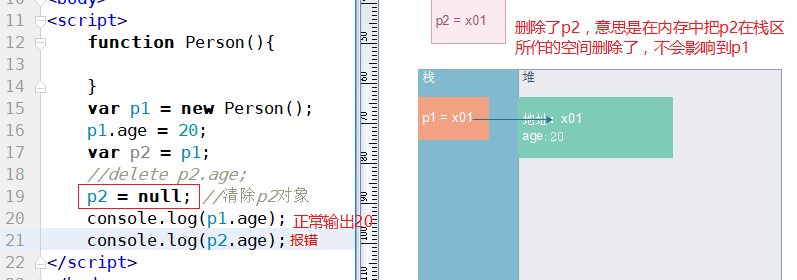 10 <body>
11 <script>
12 function Person(){
13
14 }
15 var p1 = new Person();
16 p1.age = 20;
17 var p2 = p1;
18 //delete p2.age;
19 p2 = null; //清除p2对象
20 console.log(p1.age); 正常输出20
21 console.log(p2.age); 报错
22 </script>
p2 = x01
删除了p2，意思是在内存中把p2在栈区
所作的空间删除了，不会影响到p1
栈
堆
p1 = x01
地址：x01
age: 20